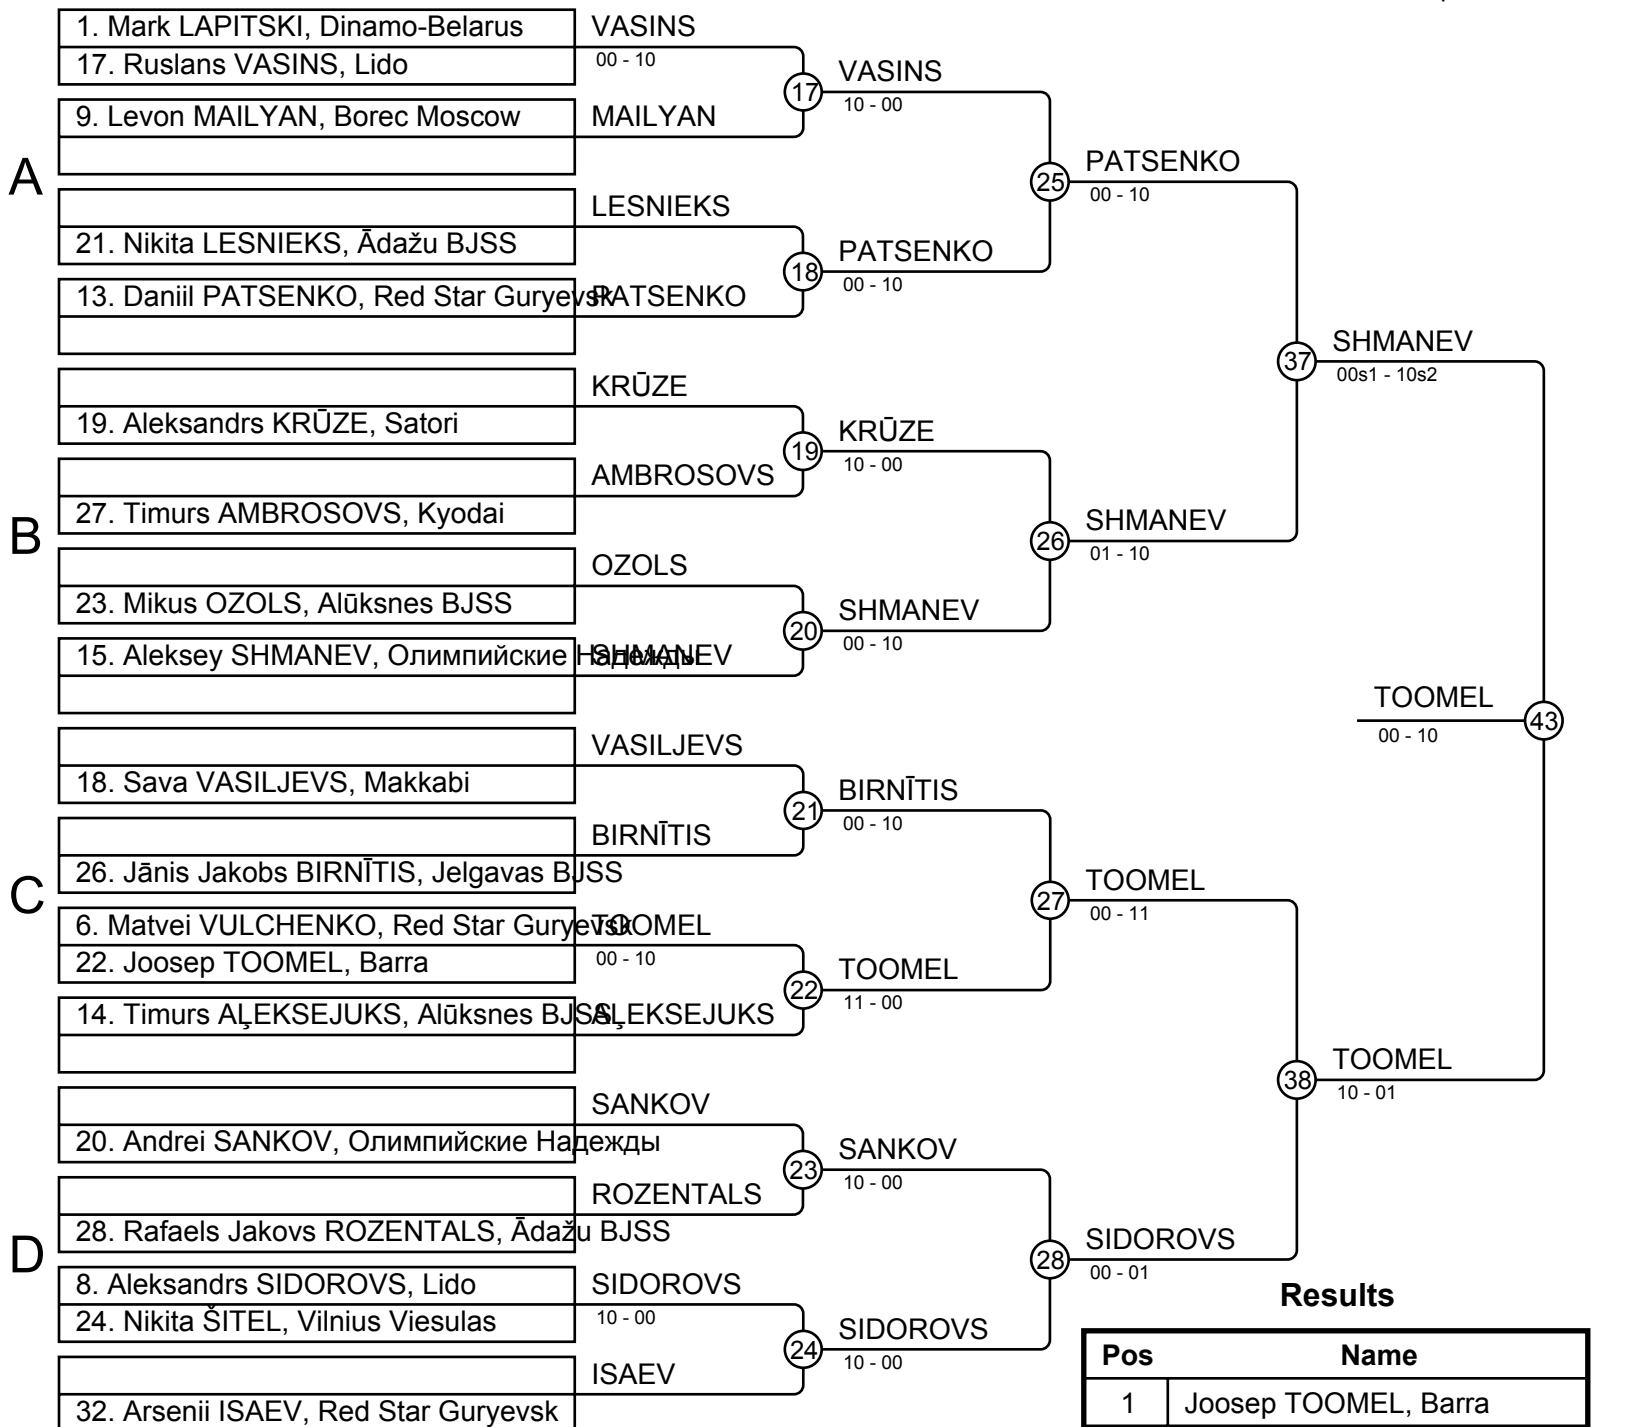 1. Mark LAPITSKI, Dinamo-Belarus
17. Ruslans VASINS, Lido
VASINS
00 - 10
9. Levon MAILYAN, Borec Moscow
MAILYAN
17
VASINS
10 - 00
A
LESNIEKS
21. Nikita LESNIEKS, Ādažu BJSS
13. Daniil PATSENKO, Red Star Guryevsk
PATSENKO
18
PATSENKO
00 - 10
25
PATSENKO
00 - 10
KRŪZE
19. Aleksandrs KRŪZE, Satori
AMBROSOVS
27. Timurs AMBROSOVS, Kyodai
19
KRŪZE
10 - 00
B
OZOLS
23. Mikus OZOLS, Alūksnes BJSS
15. Aleksey SHMANEV, Олимпийские Надежды
SHMANEV
20
SHMANEV
00 - 10
26
SHMANEV
01 - 10
37
SHMANEV
00s1 - 10s2
VASILJEVS
18. Sava VASILJEVS, Makkabi
BIRNĪTIS
26. Jānis Jakobs BIRNĪTIS, Jelgavas BJSS
21
BIRNĪTIS
00 - 10
C
6. Matvei VULCHENKO, Red Star Guryevsk
22. Joosep TOOMEL, Barra
TOOMEL
00 - 10
14. Timurs AĻEKSEJUKS, Alūksnes BJSS
AĻEKSEJUKS
22
TOOMEL
11 - 00
27
TOOMEL
00 - 11
SANKOV
20. Andrei SANKOV, Олимпийские Надежды
ROZENTALS
28. Rafaels Jakovs ROZENTALS, Ādažu BJSS
23
SANKOV
10 - 00
D
8. Aleksandrs SIDOROVS, Lido
24. Nikita ŠITEL, Vilnius Viesulas
SIDOROVS
10 - 00
ISAEV
32. Arsenii ISAEV, Red Star Guryevsk
24
SIDOROVS
10 - 00
28
SIDOROVS
00 - 01
38
TOOMEL
10 - 01
TOOMEL
00 - 10
43
Results
Pos Name
1 Joosep TOOMEL, Barra